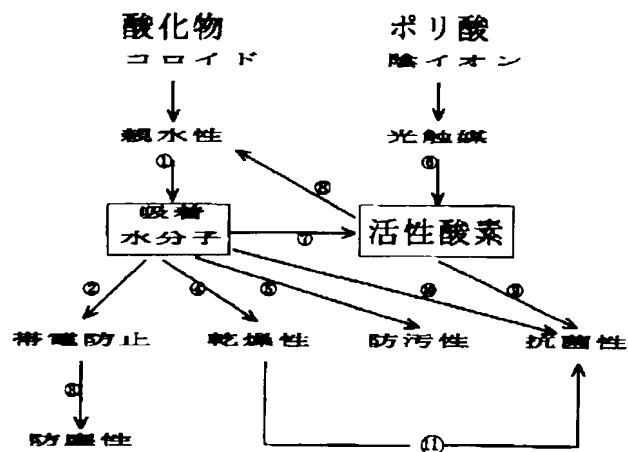 酸化物 ポリ酸
コロイド 陰イオン
親水性 光触媒
① ⑥
⑧
吸着
水分子 活性酸素
⑦
② ④ ⑤ ⑩ ⑨
帯電防止 乾燥性 防汚性 抗菌性
③
防塵性
⑪